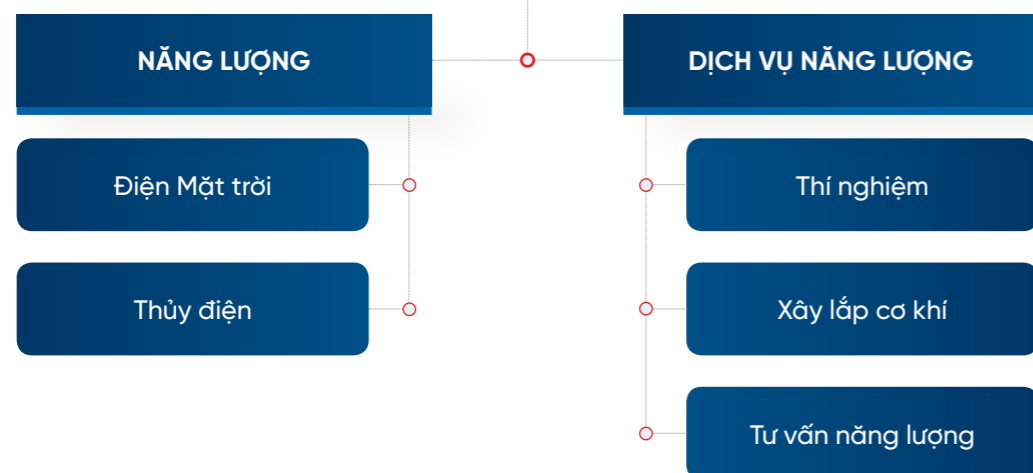 NĂNG LƯỢNG
Điện Mặt trời
Thủy điện
DỊCH VỤ NĂNG LƯỢNG
Thí nghiệm
Xây lắp cơ khí
Tư vấn năng lượng